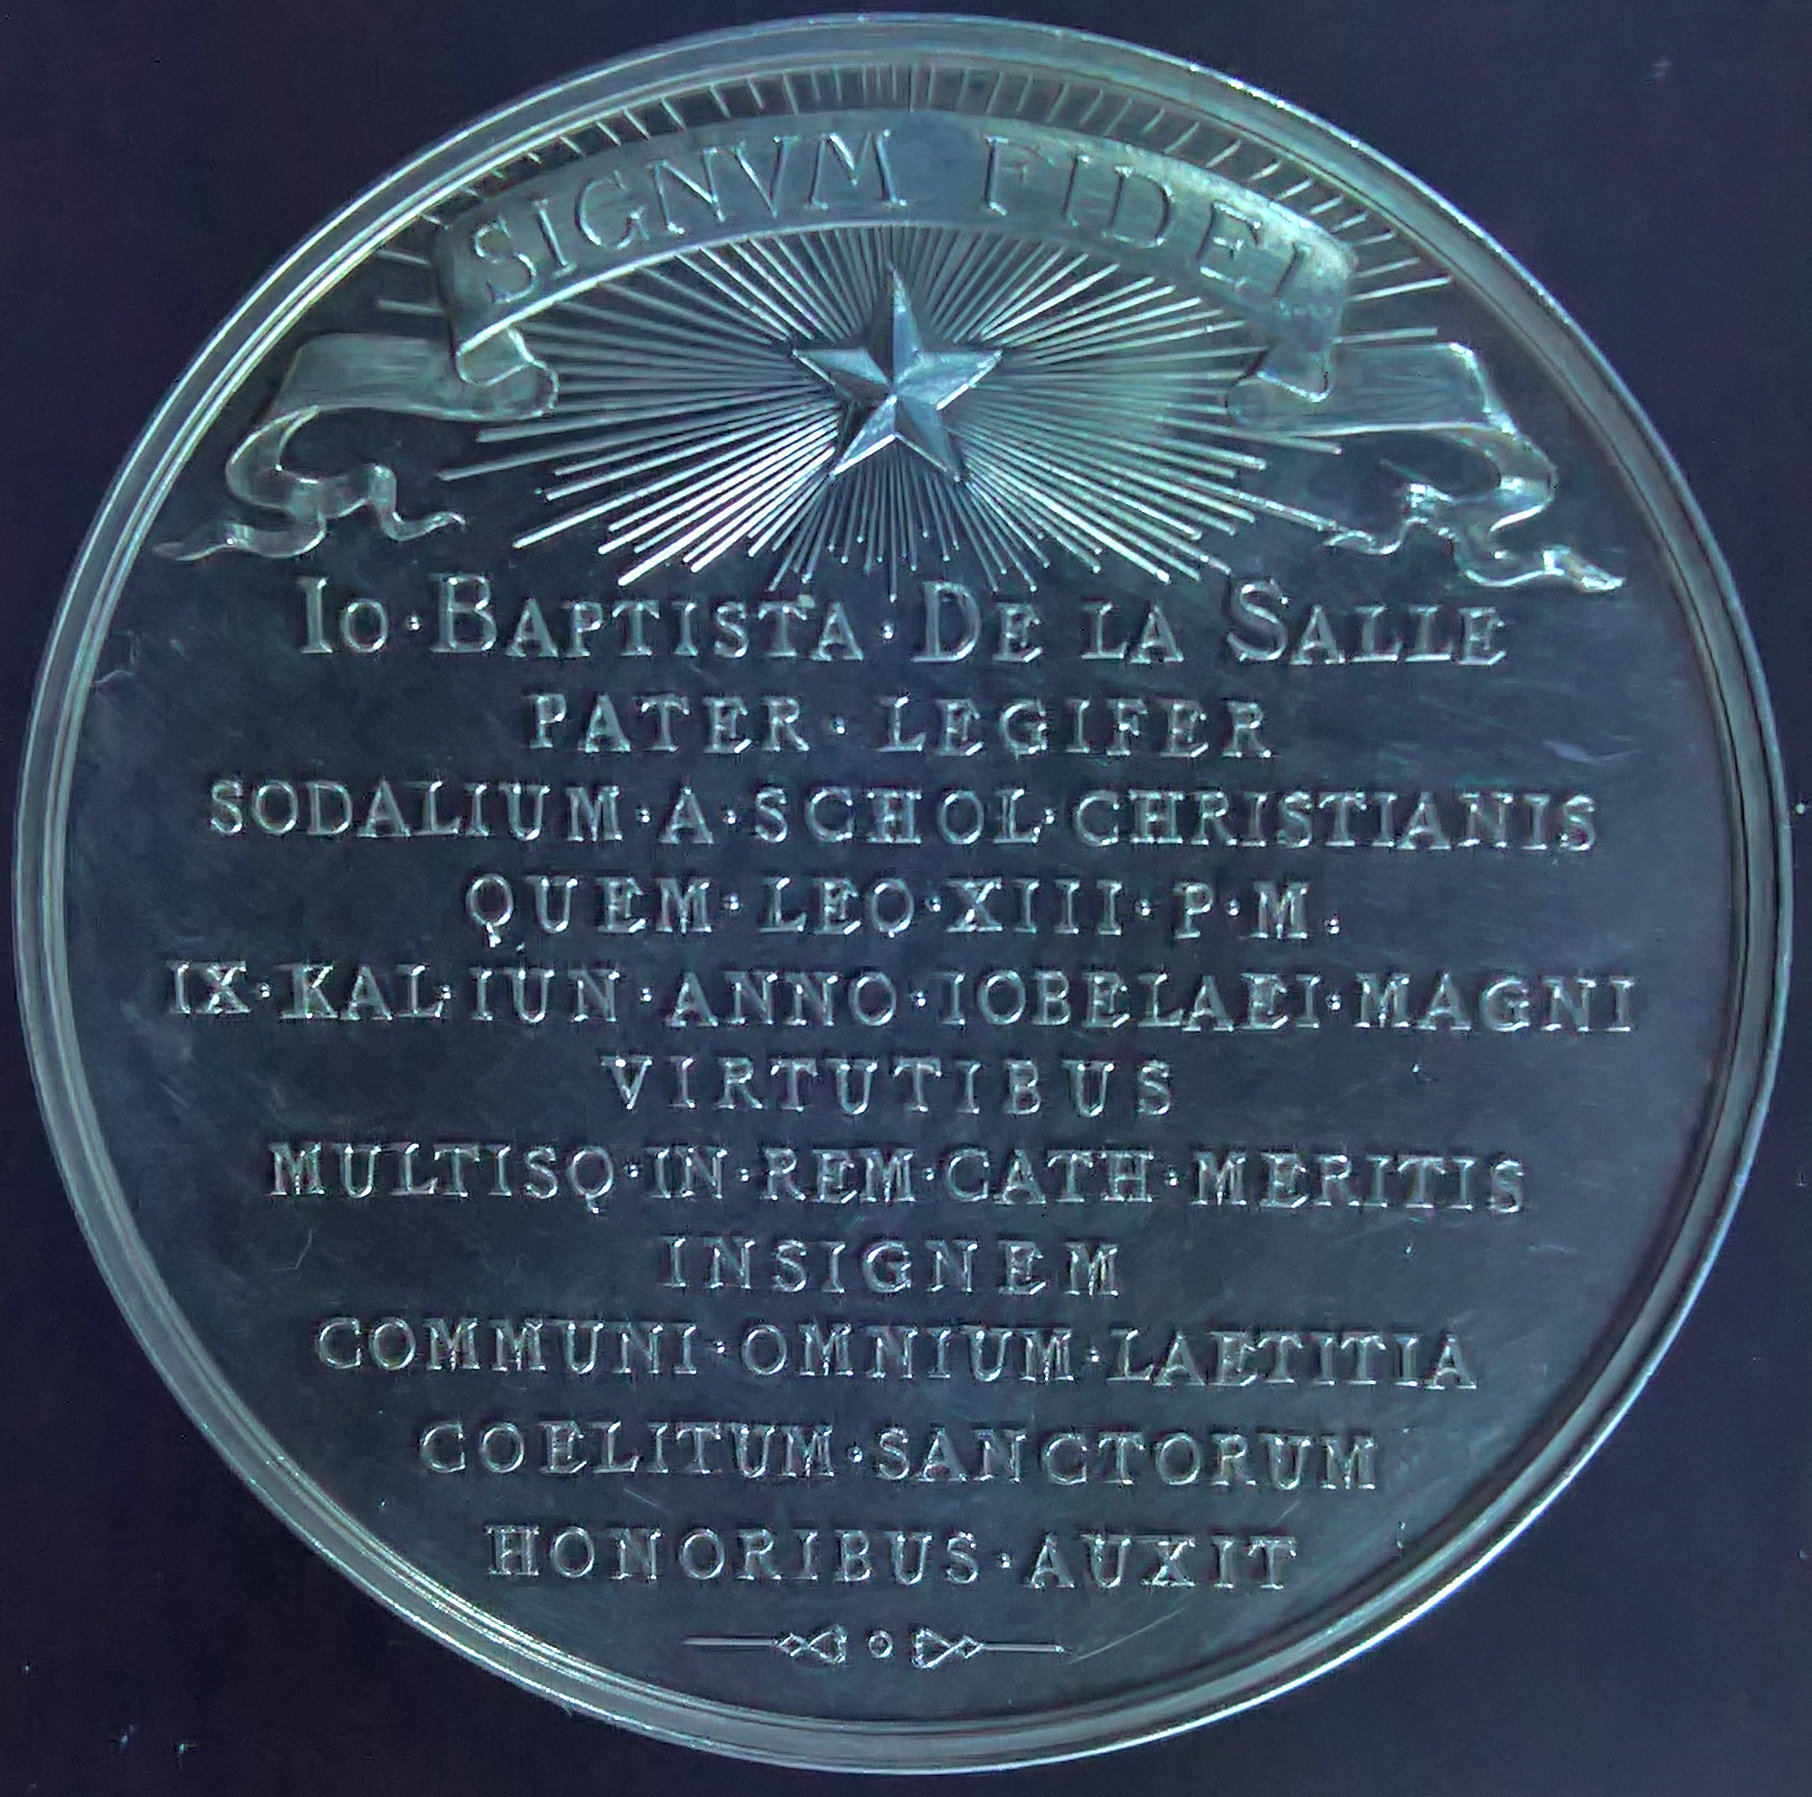 SIGNVM FIDEI
IO · BAPTISTA · DE LA SALLE
PATER · LEGIFER
SODALIUM · A · SCHOL · CHRISTIANIS
QUEM · LEO · XIII · P · M ·
IX · KAL · IUN · ANNO · IOBELAEI · MAGNI
VIRTUTIBUS
MULTISQ · IN · REM · CATH · MERITIS
INSIGNEM
COMMUNI · OMNIUM · LAETITIA
COELITUM · SANCTORUM
HONORIBUS · AUXIT